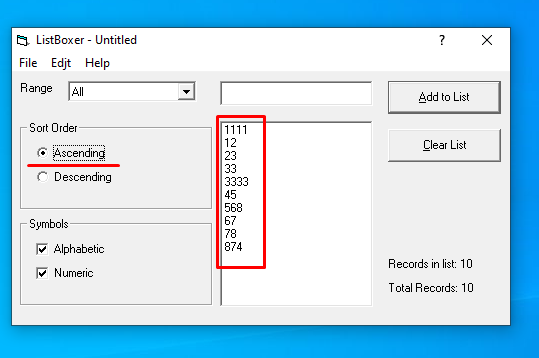 ListBoxer - Untitled
File Edjt Help
Range All Add to List
Sort Order
Ascending
Descending
Clear List
1111
12
23
33
3333
45
568
67
78
874
Symbols
Alphabetic
Numeric
Records in list: 10
Total Records: 10